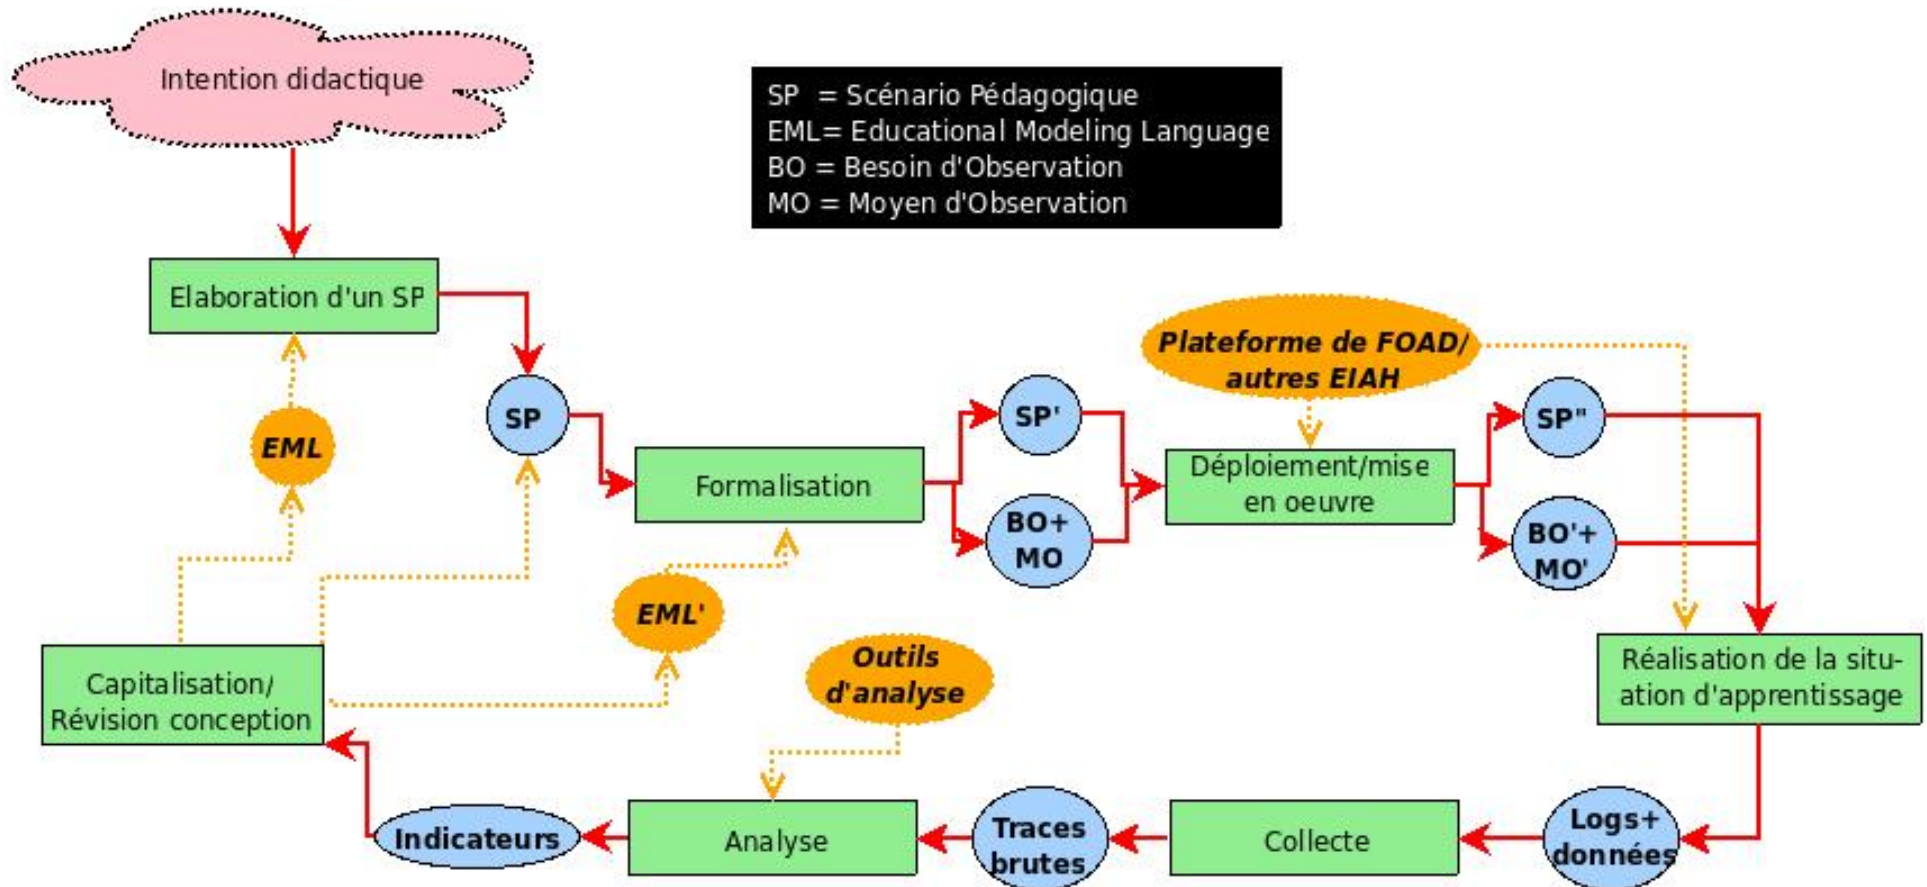 Intention didactique
SP = Scénario Pédagogique
EML= Educational Modeling Language
BO = Besoin d'Observation
MO = Moyen d'Observation
Elaboration d'un SP
Plateforme de FOAD/
autres EIAH
EML
SP
SP'
SP"
Formalisation
Déploiement/mise
en oeuvre
BO+
MO
BO'+
MO'
EML'
Outils
d'analyse
Capitalisation/
Révision conception
Réalisation de la situ-
ation d'apprentissage
Indicateurs
Analyse
Traces
brutes
Collecte
Logs+
données